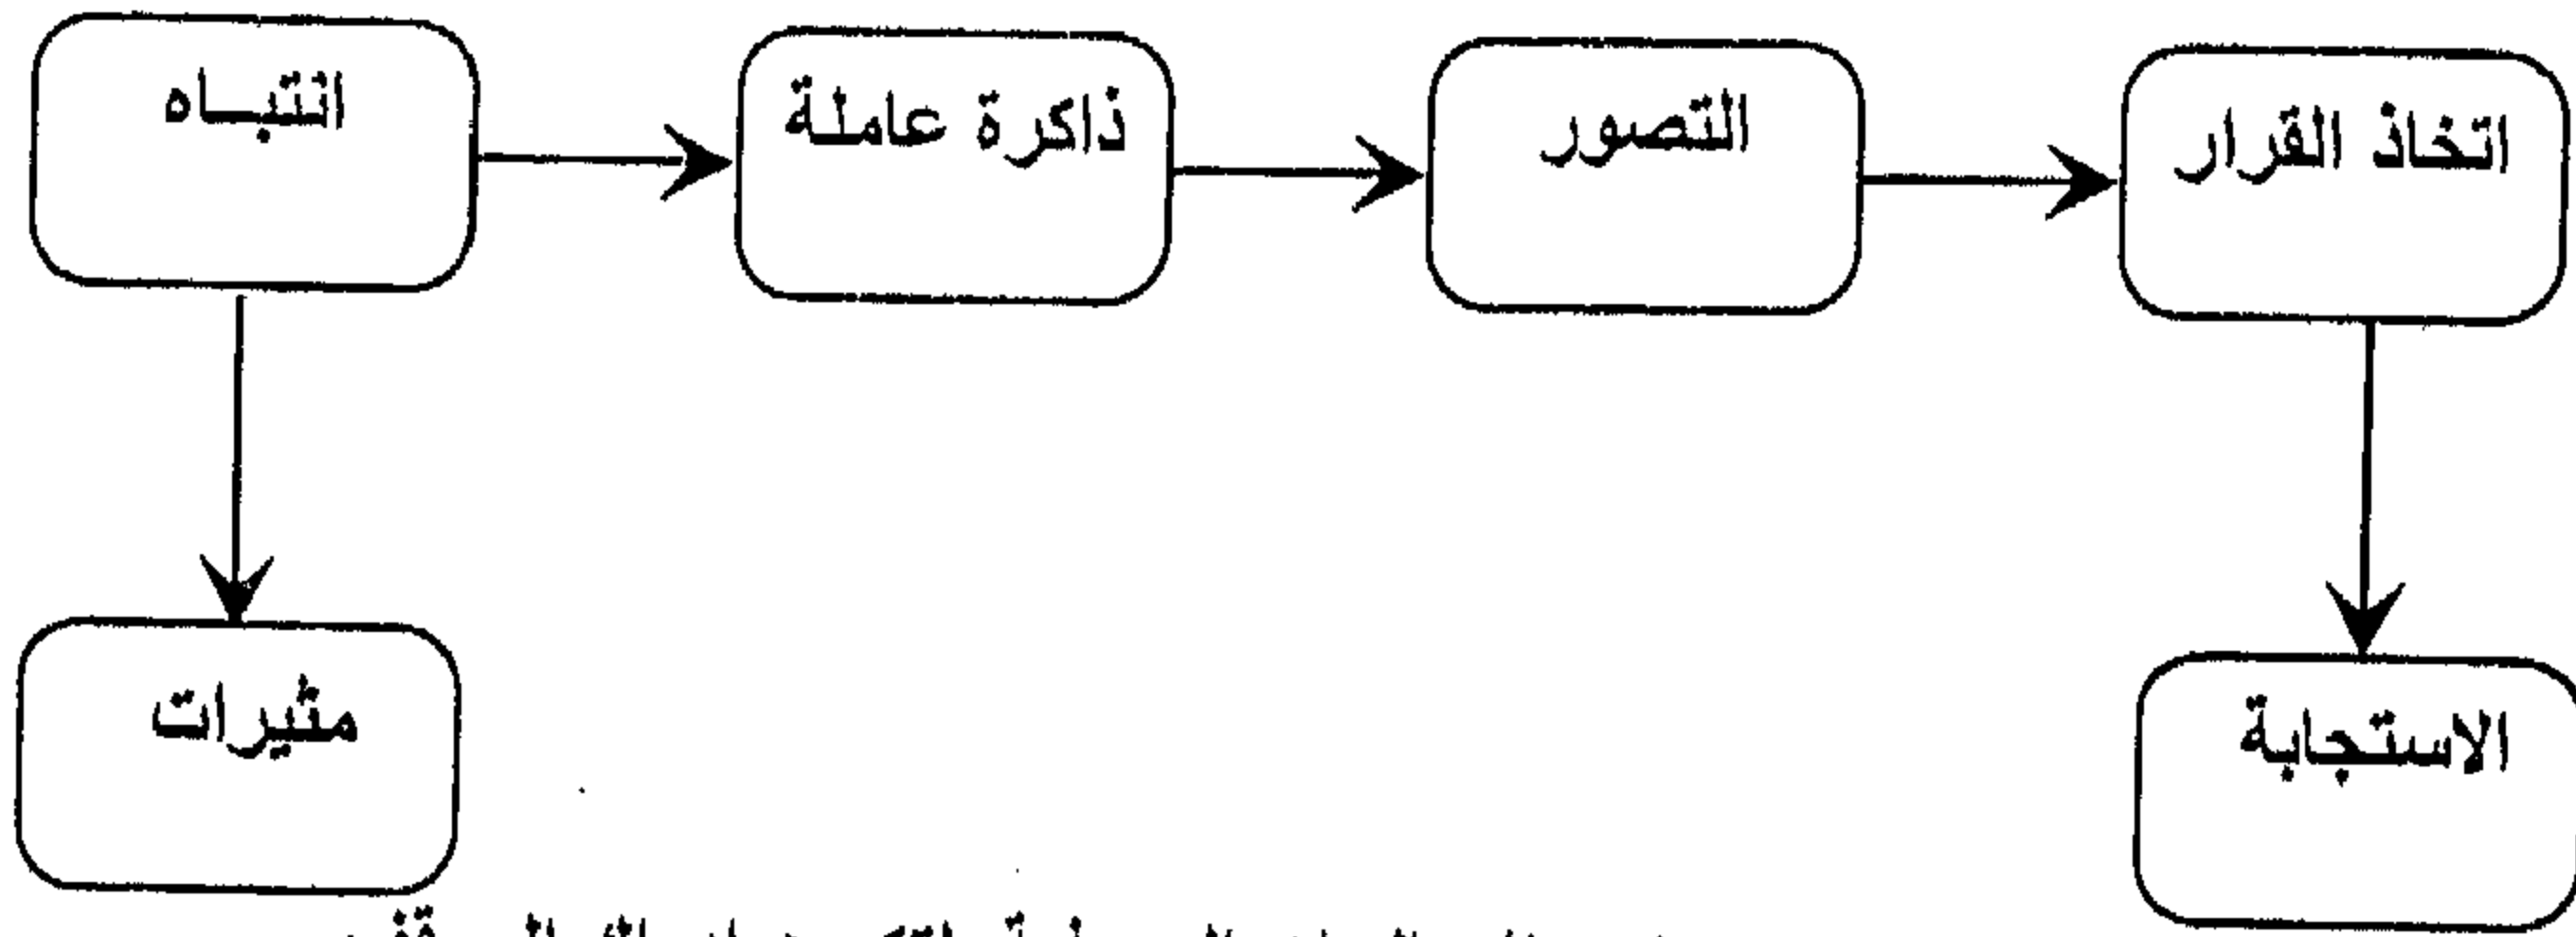 انتباه
ذاكرة عاملة
التصور
اتخاذ القرار
مثيرات
الاستجابة